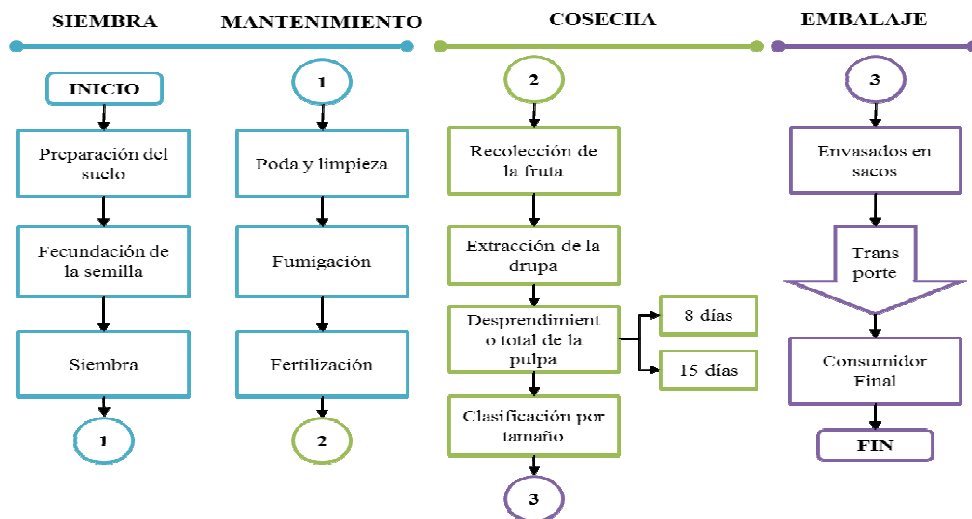 SIEMBRA
INICIO
Preparación del
suelo
Fecundación de
la semilla
Siembra
1
MANTENIMIENTO
1
Poda y limpieza
Fumigación
Fertilización
2
COSECHA
2
Recolección de
la fruta
Extracción de la
drupa
Desprendimient
o total de la
pulpa
8 días
15 días
Clasificación por
tamaño
3
EMBALAJE
3
Envasados en
sacos
Trans
porte
Consumidor
Final
FIN